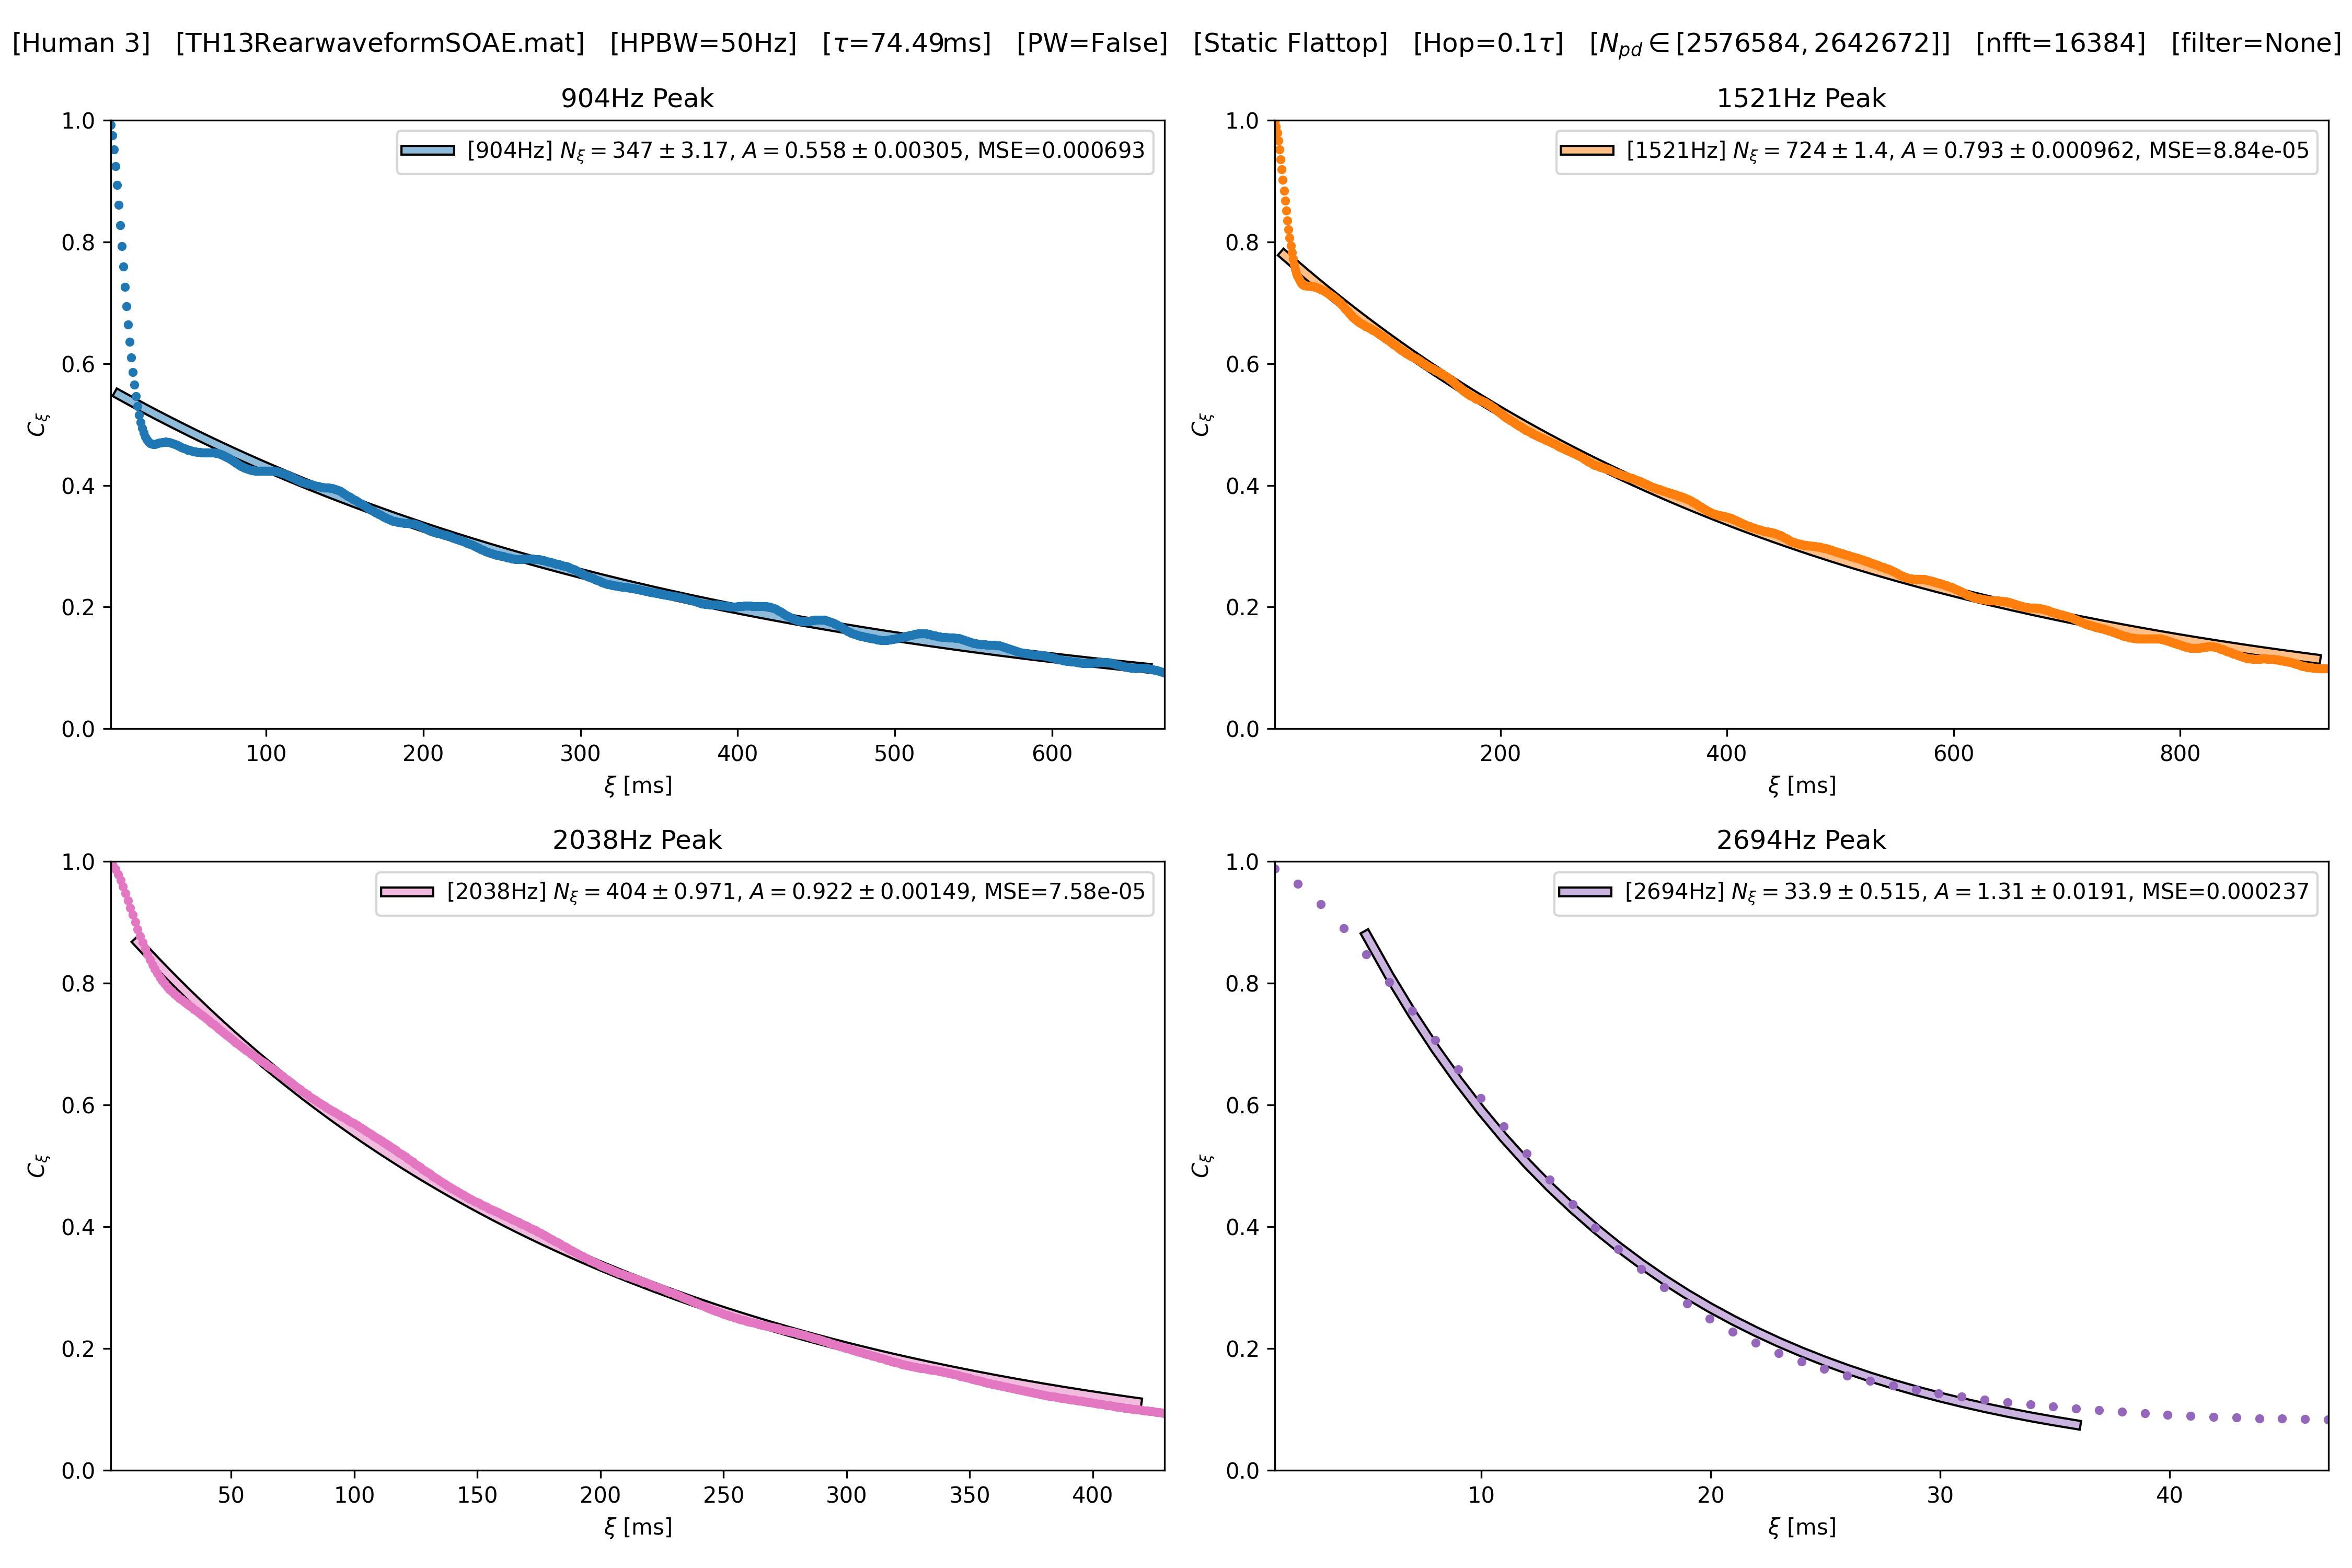 [Human 3] [TH13RearwaveformSOAE.mat] [HPBW=50Hz] [τ=74.49ms] [PW=False] [Static Flattop] [Hop=0.1τ] [N_pd ∈ [2576584, 2642672]] [nfft=16384] [filter=None]
904Hz Peak
[904Hz] N_ξ = 347 ± 3.17, A = 0.558 ± 0.00305, MSE=0.000693
1.0
0.8
0.6
0.4
0.2
0.0
C_ξ
100 200 300 400 500 600
ξ [ms]
1521Hz Peak
[1521Hz] N_ξ = 724 ± 1.4, A = 0.793 ± 0.000962, MSE=8.84e-05
1.0
0.8
0.6
0.4
0.2
0.0
C_ξ
200 400 600 800
ξ [ms]
2038Hz Peak
[2038Hz] N_ξ = 404 ± 0.971, A = 0.922 ± 0.00149, MSE=7.58e-05
1.0
0.8
0.6
0.4
0.2
0.0
C_ξ
50 100 150 200 250 300 350 400
ξ [ms]
2694Hz Peak
[2694Hz] N_ξ = 33.9 ± 0.515, A = 1.31 ± 0.0191, MSE=0.000237
1.0
0.8
0.6
0.4
0.2
0.0
C_ξ
10 20 30 40
ξ [ms]